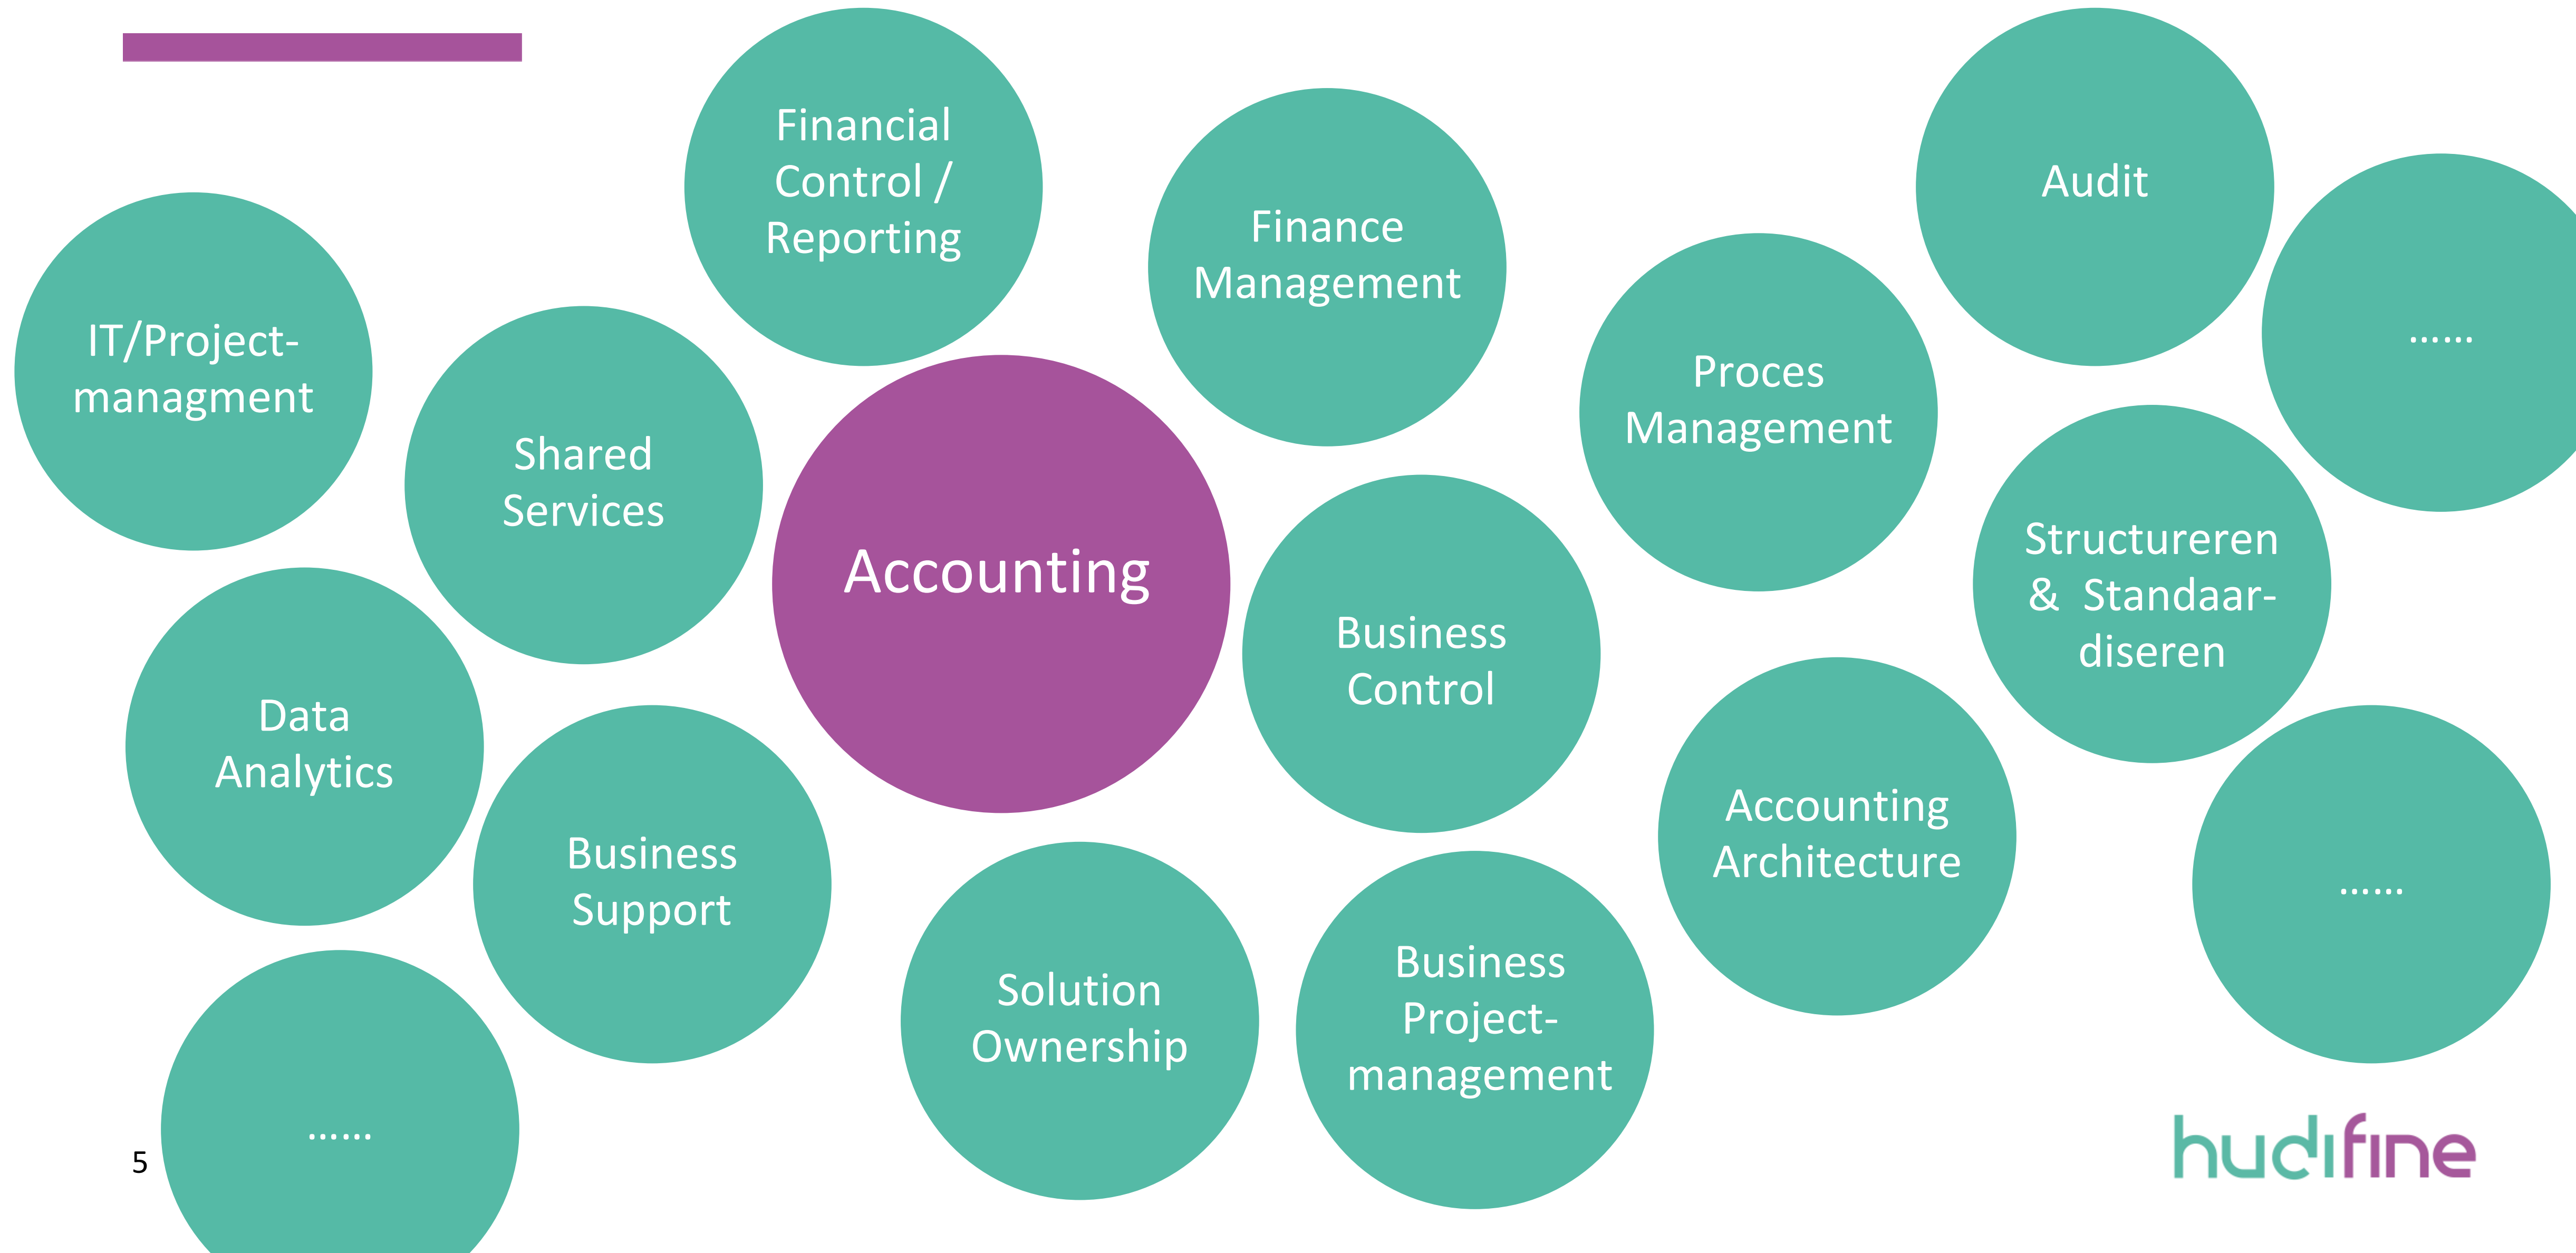 Financial
Control /
Reporting
Finance
Management
Audit
IT/Project-
managment
Shared
Services
Proces
Management
……
Accounting
Structureren
& Standaar-
diseren
Business
Control
Data
Analytics
Business
Support
Accounting
Architecture
……
Solution
Ownership
Business
Project-
management
……
5
hudifine